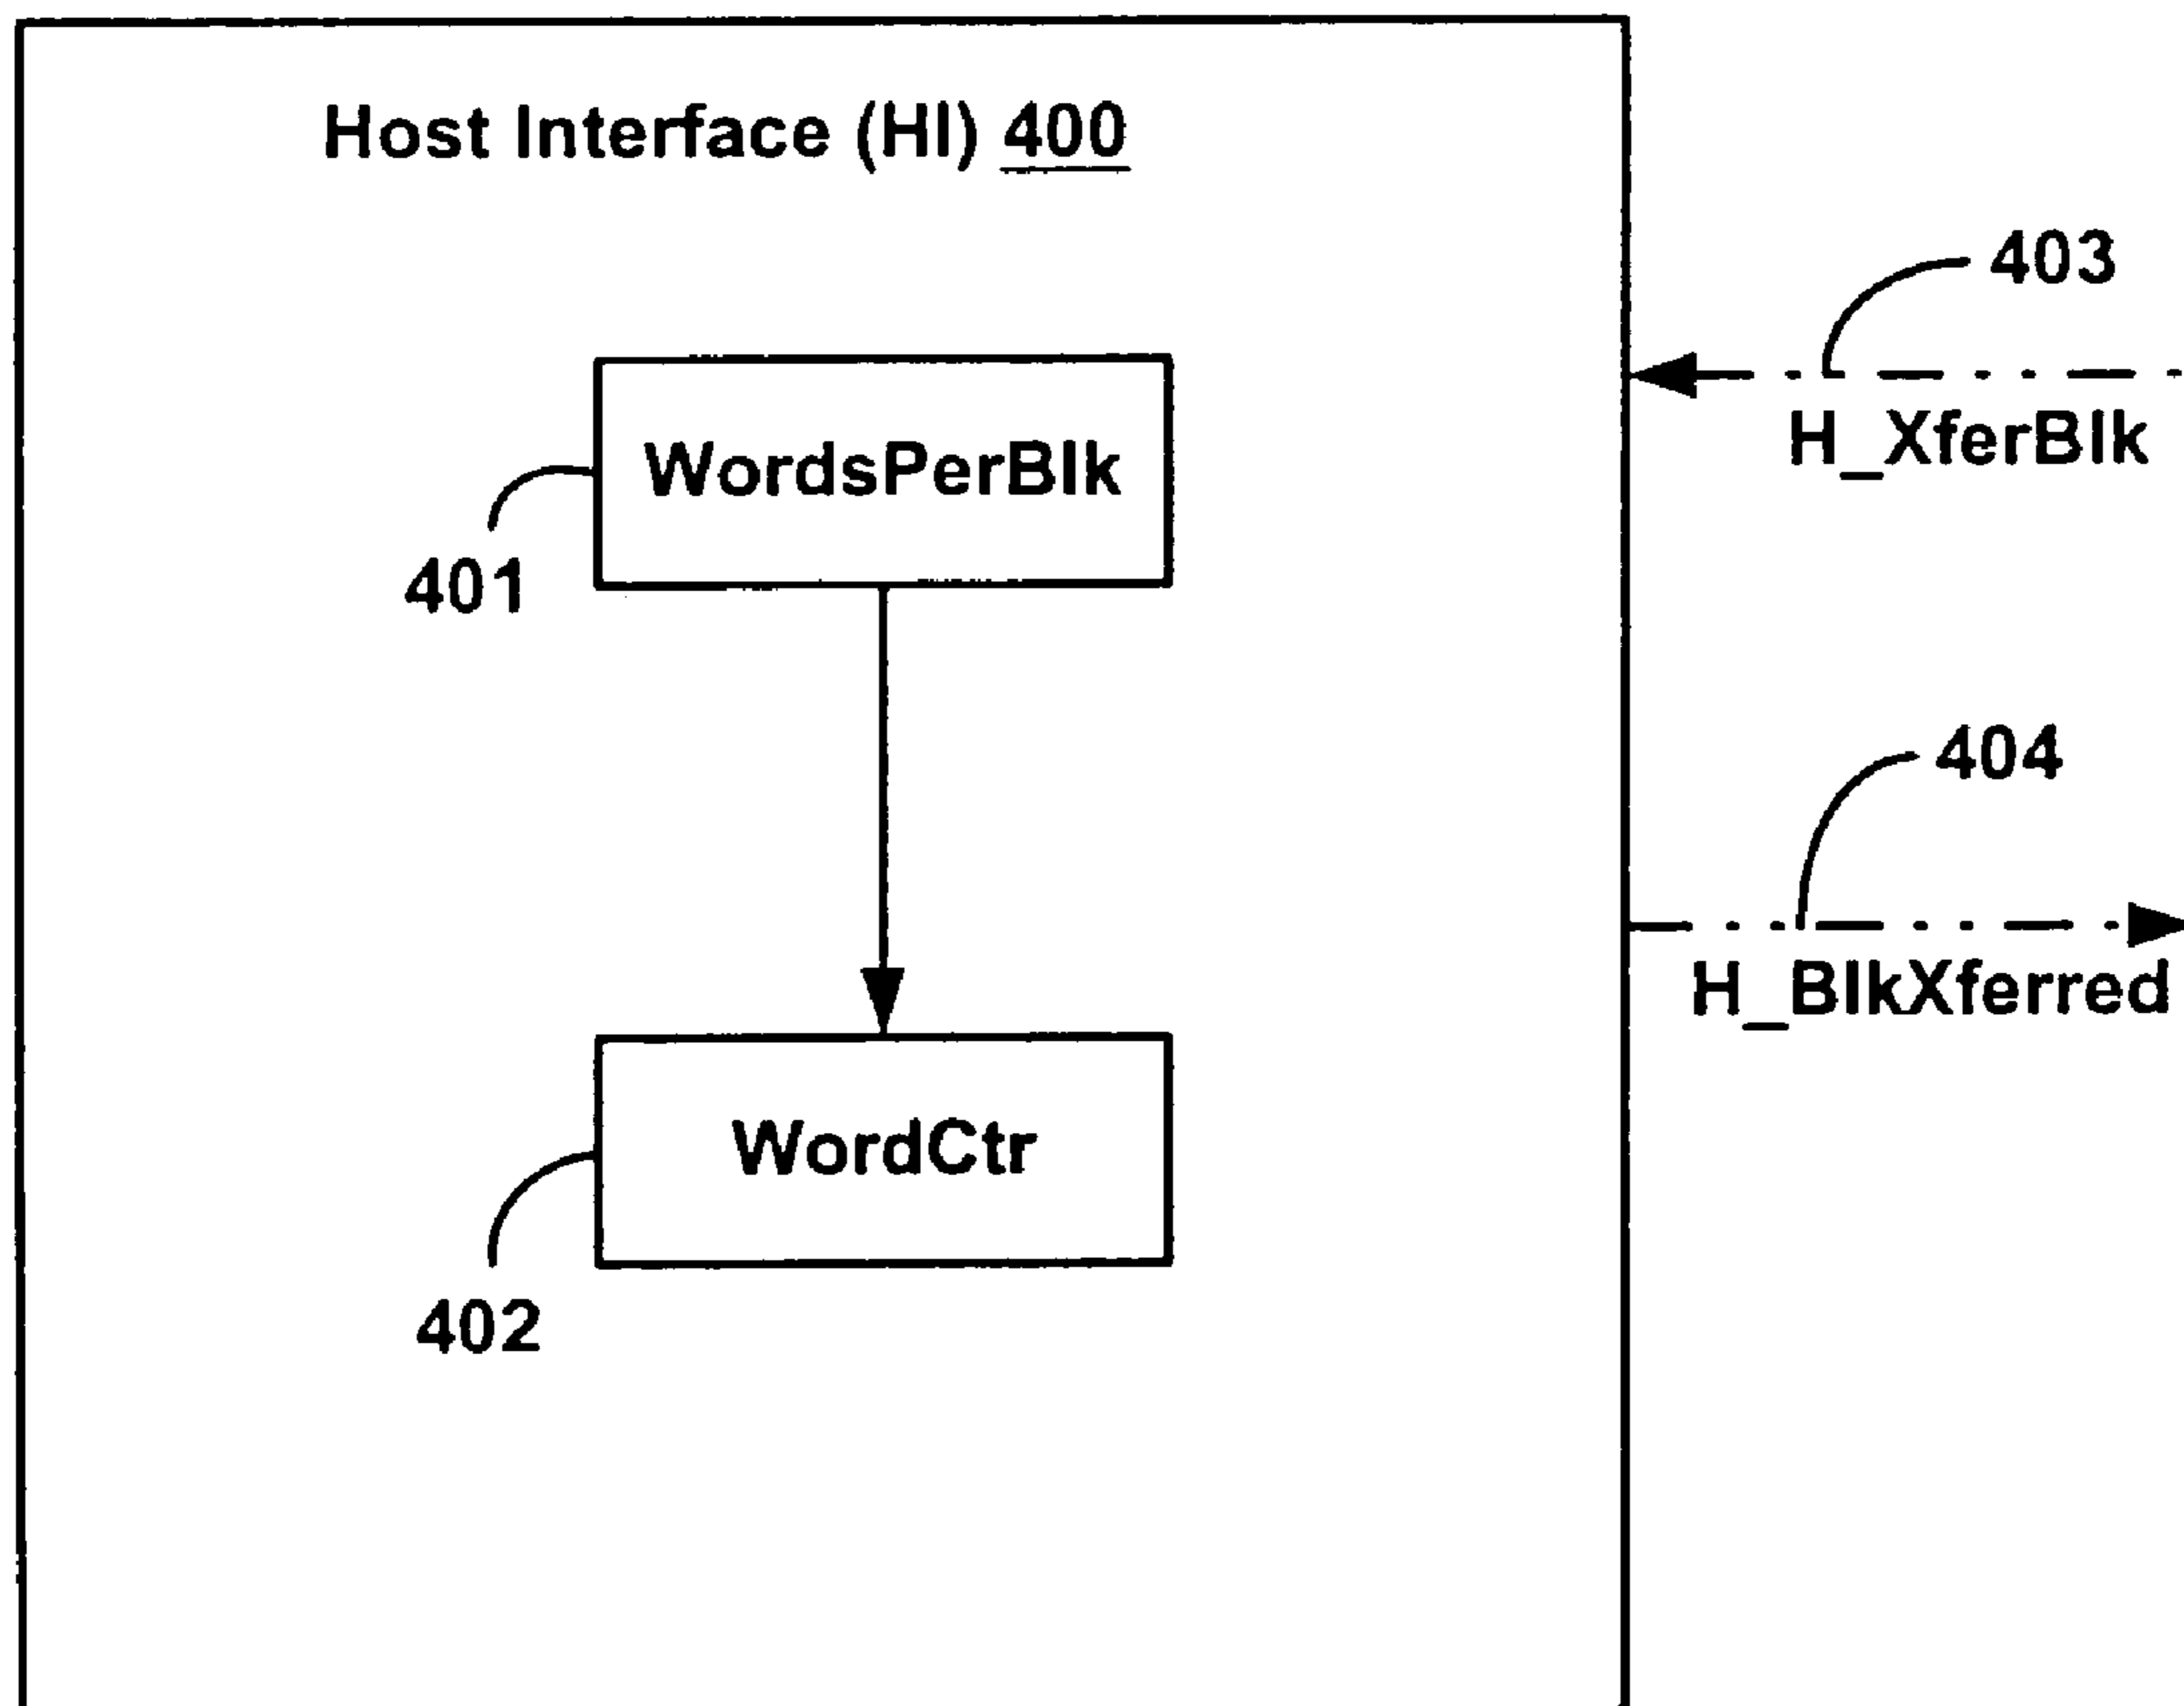 Host Interface (HI) 400
403
H_XferBlk
WordsPerBlk
401
404
H_BlkXferred
WordCtr
402